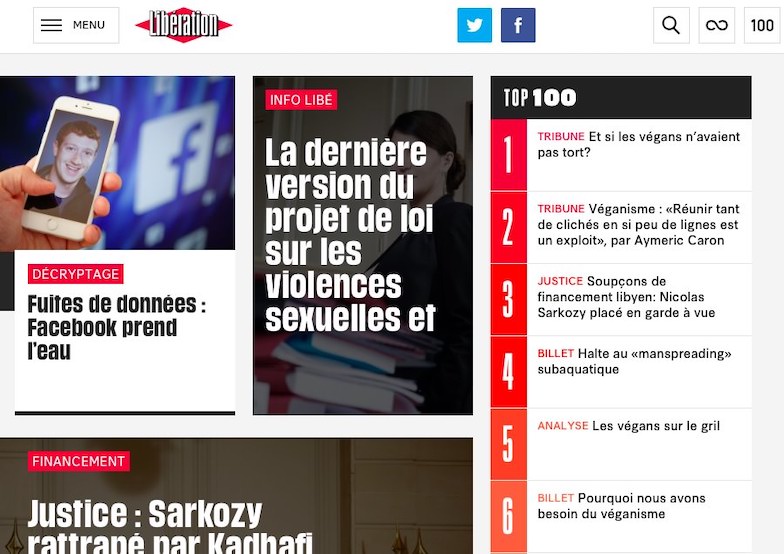 MENU
Libération
100
DÉCRYPTAGE
Fuites de données :
Facebook prend
l’eau
INFO LIBÉ
La dernière
version du
projet de loi
sur les
violences
sexuelles et
FINANCEMENT
Justice : Sarkozy
rattrapé par Kadhafi
TOP 100
1
TRIBUNE Et si les végans n’avaient
pas tort?
2
TRIBUNE Véganisme : «Réunir tant
de clichés en si peu de lignes est
un exploit», par Aymeric Caron
3
JUSTICE Soupçons de
financement libyen: Nicolas
Sarkozy placé en garde à vue
4
BILLET Halte au «manspreading»
subaquatique
5
ANALYSE Les végans sur le gril
6
BILLET Pourquoi nous avons
besoin du véganisme